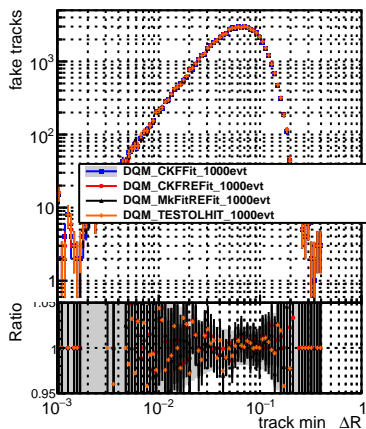 fake tracks
10³
10²
10
1
DQM_CKFFit_1000evt
DQM_CKFREFit_1000evt
DQM_MkFitREFit_1000evt
DQM_TESTOLHIT_1000evt
Ratio
1.05
1
0.95
10⁻³ 10⁻² 10⁻¹ 1
track min ΔR